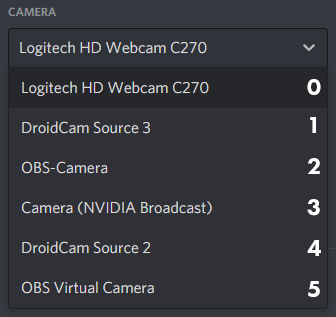 CAMERA
Logitech HD Webcam C270
Logitech HD Webcam C270 0
DroidCam Source 3 1
OBS-Camera 2
Camera (NVIDIA Broadcast) 3
DroidCam Source 2 4
OBS Virtual Camera 5